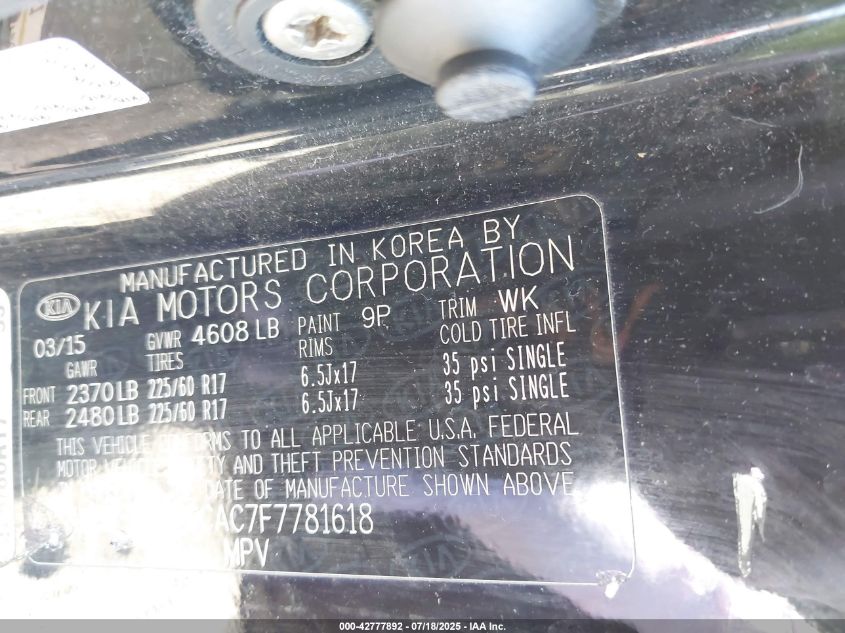 MANUFACTURED IN KOREA BY
KIA KIA MOTORS CORPORATION
03/15 GVWR 4608 LB PAINT 9P TRIM WK
GAWR TIRES RIMS COLD TIRE INFL
FRONT 2370 LB 225/60 R17 6.5Jx17 35 psi SINGLE
REAR 2480 LB 225/60 R17 6.5Jx17 35 psi SINGLE
THIS VEHICLE TO ALL APPLICABLE U.S.A. FEDERAL
MOTOR AND THEFT PREVENTION STANDARDS
DATE OF MANUFACTURE SHOWN ABOVE
AC7F7781618
MPV
000-42777892 - 07/18/2025 - IAA Inc.